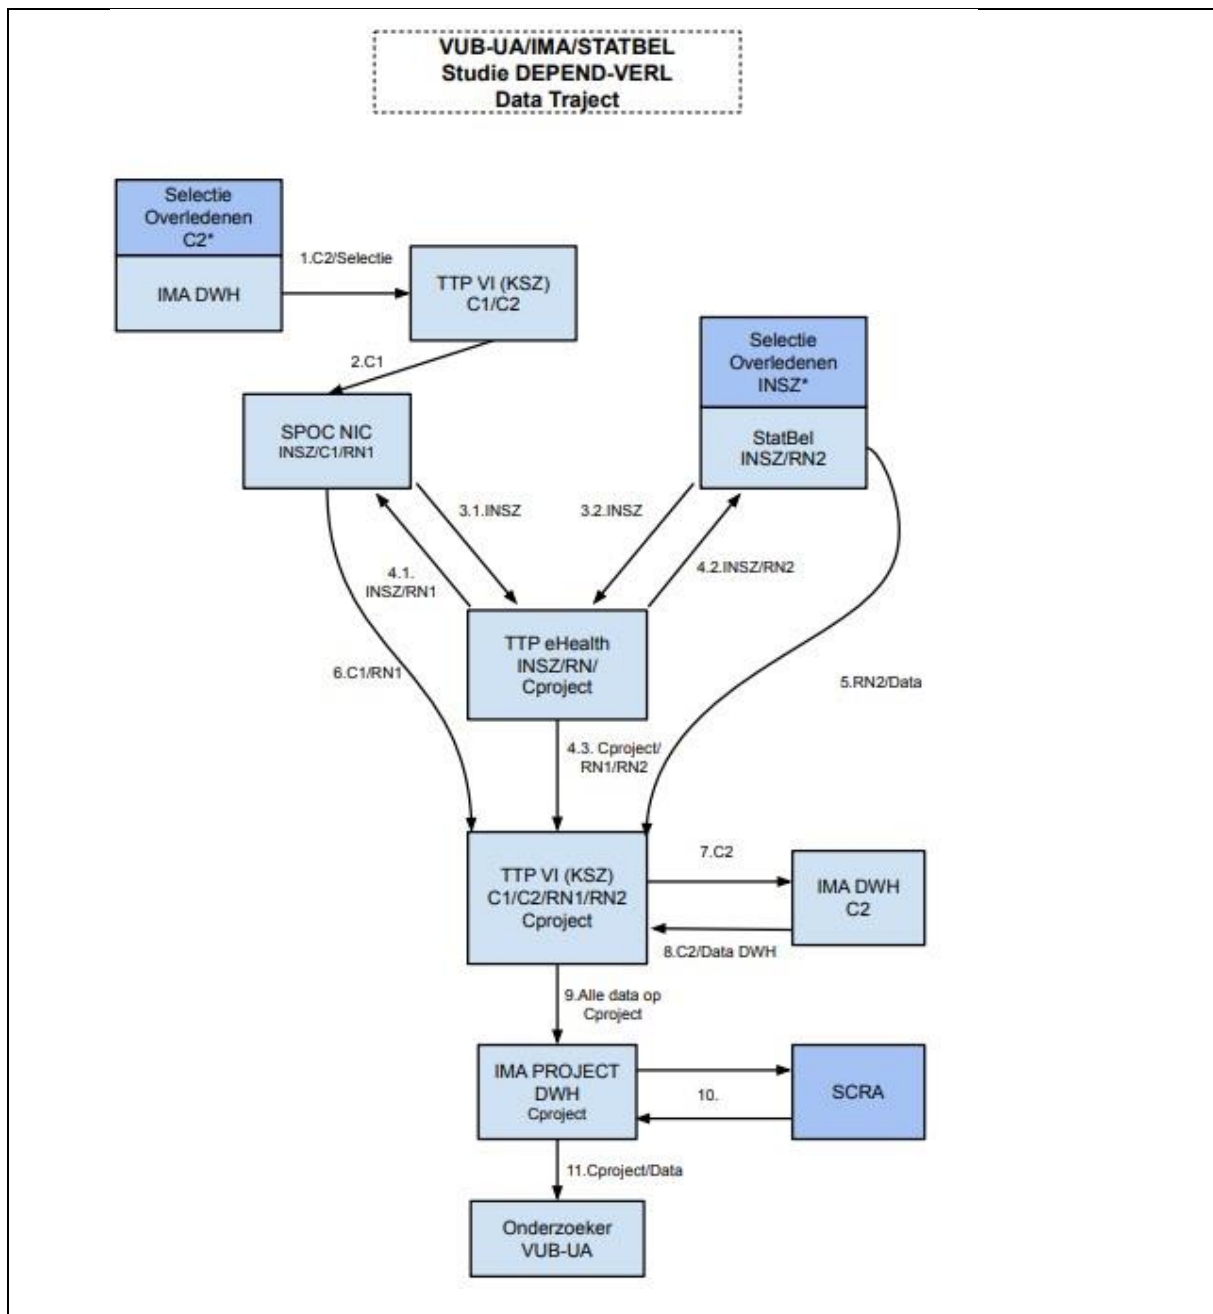 VUB-UA/IMA/STATBEL
Studie DEPEND-VERL
Data Traject
Selectie
Overledenen
C2*
IMA DWH
1.C2/Selectie
TTP VI (KSZ)
C1/C2
2.C1
SPOC NIC
INSZ/C1/RN1
Selectie
Overledenen
INSZ*
StatBel
INSZ/RN2
3.1.INSZ
3.2.INSZ
4.1.
INSZ/RN1
4.2.INSZ/RN2
TTP eHealth
INSZ/RN/
Cproject
6.C1/RN1
5.RN2/Data
4.3. Cproject/
RN1/RN2
TTP VI (KSZ)
C1/C2/RN1/RN2
Cproject
7.C2
IMA DWH
C2
8.C2/Data DWH
9.Alle data op
Cproject
IMA PROJECT
DWH
Cproject
10.
SCRA
11.Cproject/Data
Onderzoeker
VUB-UA